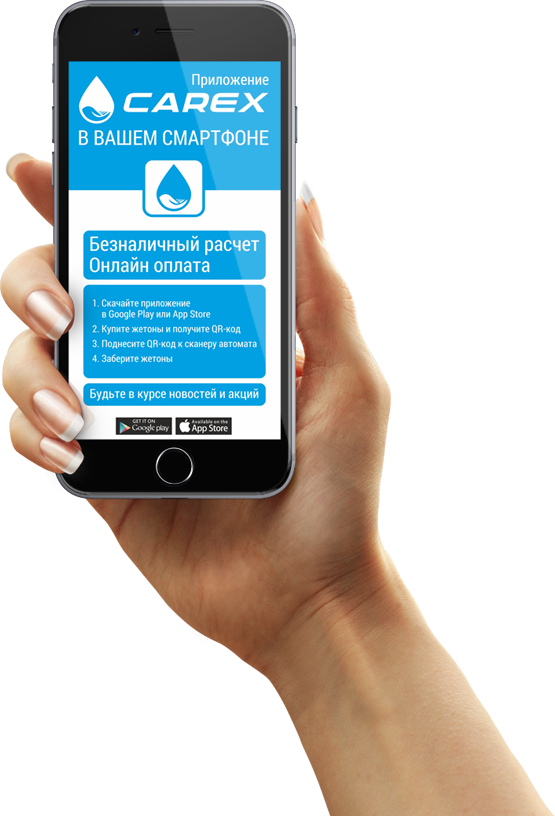 Приложение
CAREX
В ВАШЕМ СМАРТФОНЕ
Безналичный расчет
Онлайн оплата
1. Скачайте приложение
в Google Play или App Store
2. Купите жетоны и получите QR-код
3. Поднесите QR-код к сканеру автомата
4. Заберите жетоны
Будьте в курсе новостей и акций
GET IT ON
Google play
Available on the
App Store